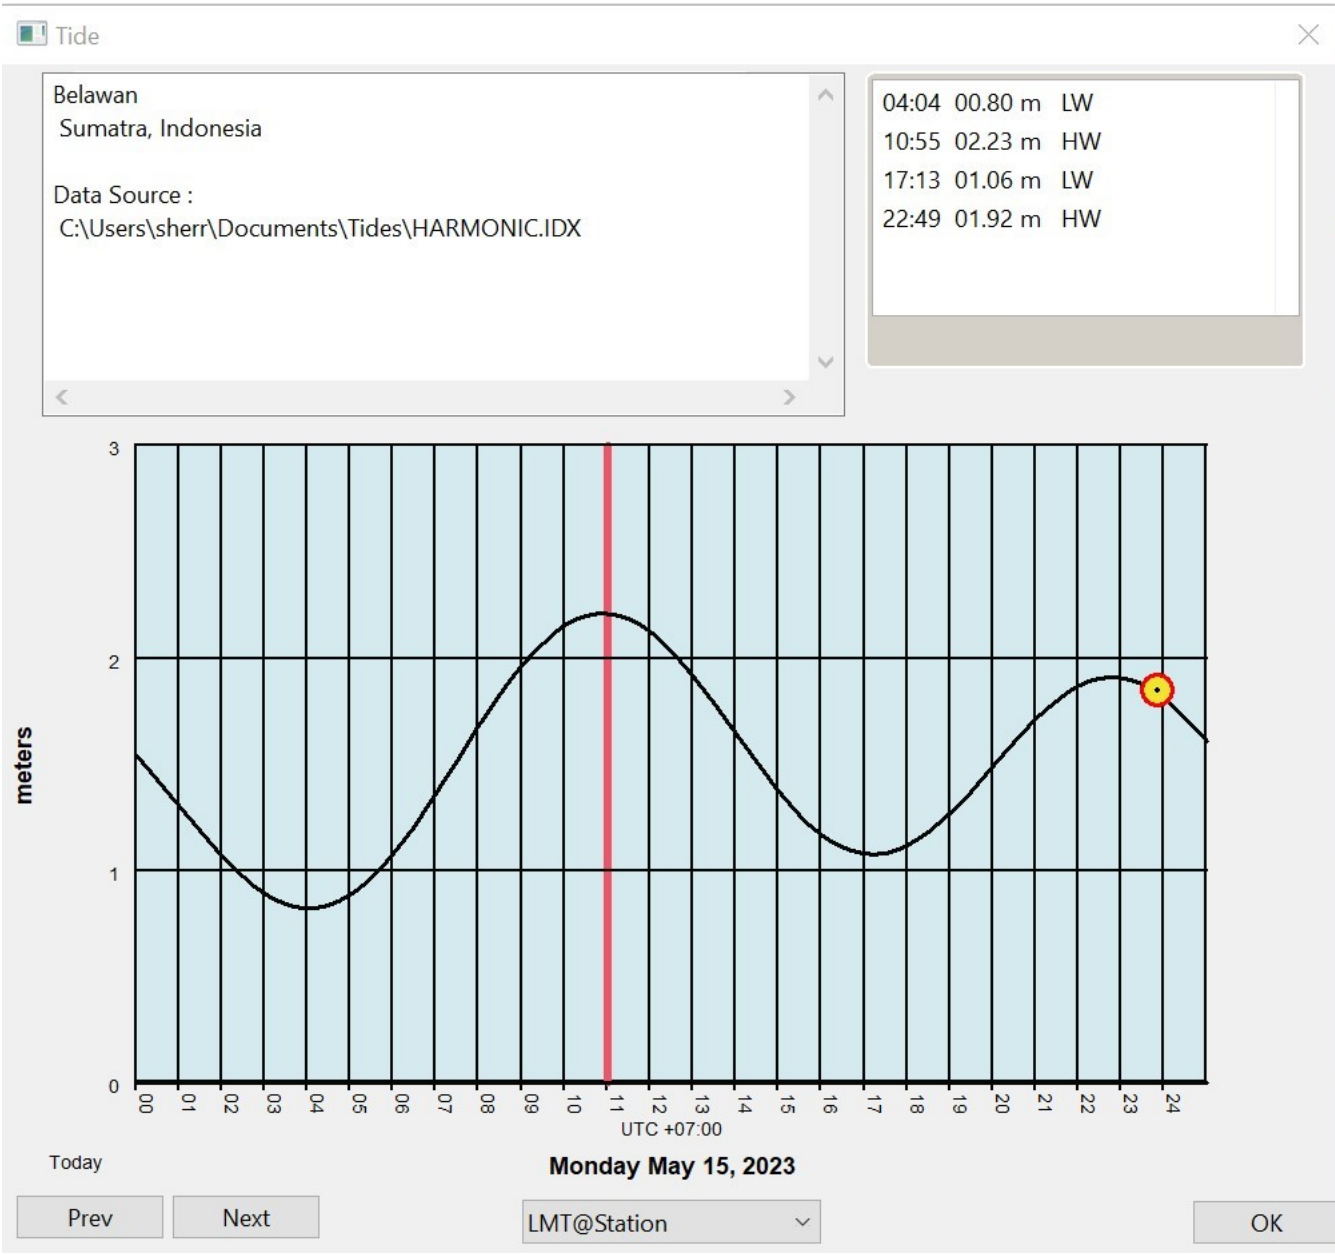 Tide
Belawan
Sumatra, Indonesia
Data Source :
C:\Users\sherr\Documents\Tides\HARMONIC.IDX
04:04 00.80 m LW
10:55 02.23 m HW
17:13 01.06 m LW
22:49 01.92 m HW
3
2
1
0
meters
00 01 02 03 04 05 06 07 08 09 10 11 12 13 14 15 16 17 18 19 20 21 22 23 24
UTC +07:00
Today
Monday May 15, 2023
Prev
Next
LMT@Station
OK